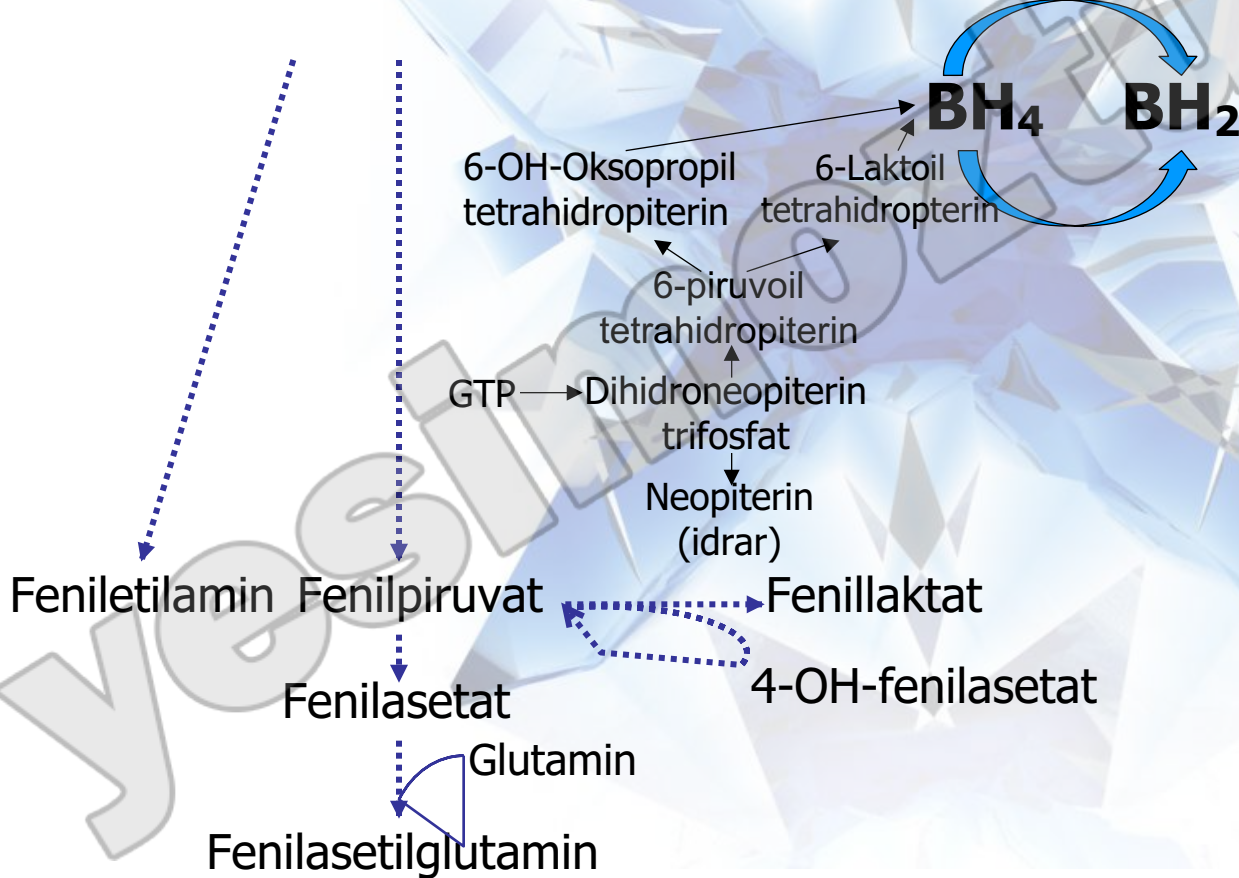 BH₄ BH₂
6-OH-Oksopropil
tetrahidropiterin
6-Laktoil
tetrahidropterin
6-piruvoil
tetrahidropiterin
GTP
Dihidroneopiterin
trifosfat
Neopiterin
(idrar)
Feniletilamin Fenilpiruvat Fenillaktat
Fenilasetat
4-OH-fenilasetat
Glutamin
Fenilasetilglutamin